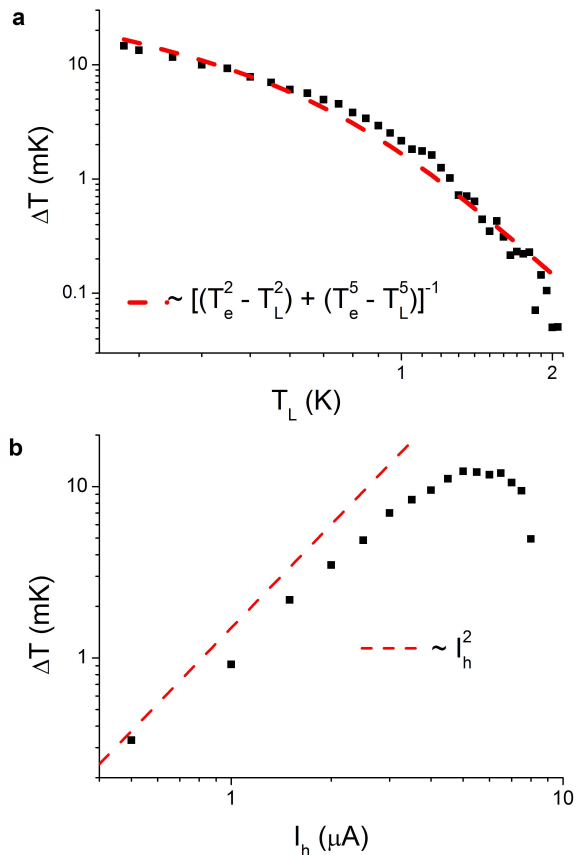 a
10
1
0.1
ΔT (mK)
~ [(T_e^2 - T_L^2) + (T_e^5 - T_L^5)]^-1
1
2
T_L (K)
b
10
1
ΔT (mK)
~ I_h^2
1
10
I_h (μA)